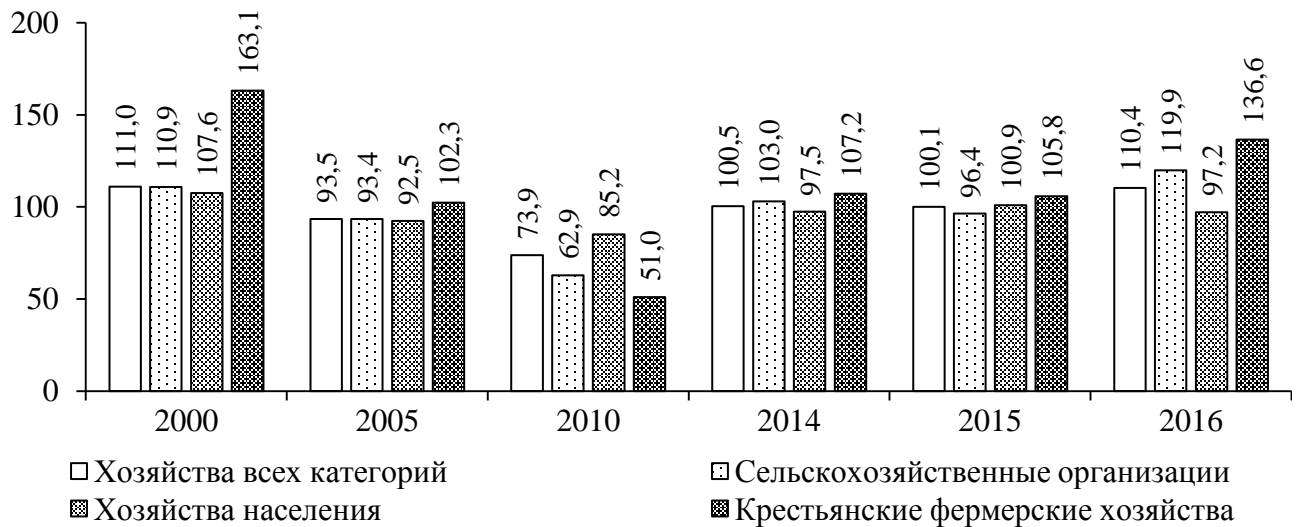 200
150
100
50
0
111,0 110,9 107,6 163,1
93,5 93,4 92,5 102,3
73,9 62,9 85,2 51,0
100,5 103,0 97,5 107,2
100,1 96,4 100,9 105,8
110,4 119,9 97,2 136,6
2000 2005 2010 2014 2015 2016
Хозяйства всех категорий Сельскохозяйственные организации
Хозяйства населения Крестьянские фермерские хозяйства